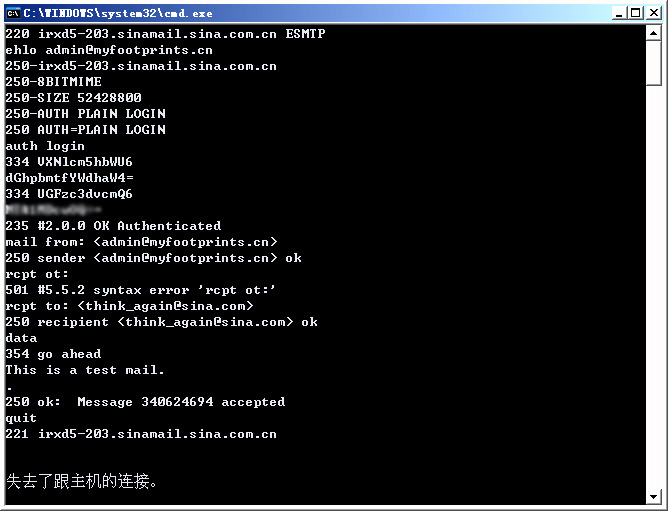 C:\WINDOWS\system32\cmd.exe
220 irxd5-203.sinamail.sina.com.cn ESMTP
ehlo admin@myfootprints.cn
250-irxd5-203.sinamail.sina.com.cn
250-8BITMIME
250-SIZE 52428800
250-AUTH PLAIN LOGIN
250 AUTH=PLAIN LOGIN
auth login
334 VXNlcm5hbWU6
dGhpbmtfYWdhaW4=
334 UGFzc3dvcmQ6
235 #2.0.0 OK Authenticated
mail from: <admin@myfootprints.cn>
250 sender <admin@myfootprints.cn> ok
rcpt ot:
501 #5.5.2 syntax error 'rcpt ot:'
rcpt to: <think_again@sina.com>
250 recipient <think_again@sina.com> ok
data
354 go ahead
This is a test mail.
.
250 ok:  Message 340624694 accepted
quit
221 irxd5-203.sinamail.sina.com.cn
失去了跟主机的连接。